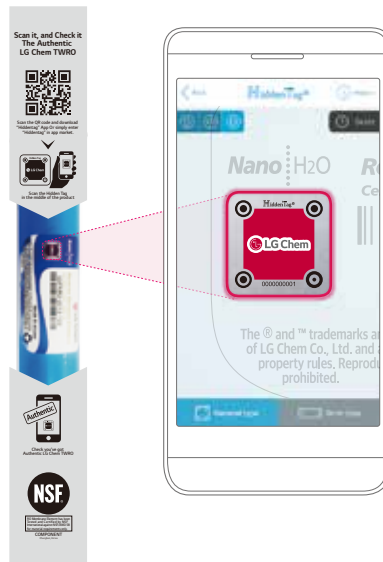 Scan it, and Check it
The Authentic
LG Chem TWRO
Scan the QR code and download
"Hiddentag" App Or simply enter
"Hiddentag" in app market.
LG Chem
Scan the Hidden Tag
in the middle of the product
Authentic
Check you've got
Authentic LG Chem TWRO
NSF
COMPONENT
Back
HiddenTag®
Nano H2O
HiddenTag®
LG Chem
0000000001
The ® and ™ trademarks
of LG Chem Co., Ltd. and
property rules.
prohibited.